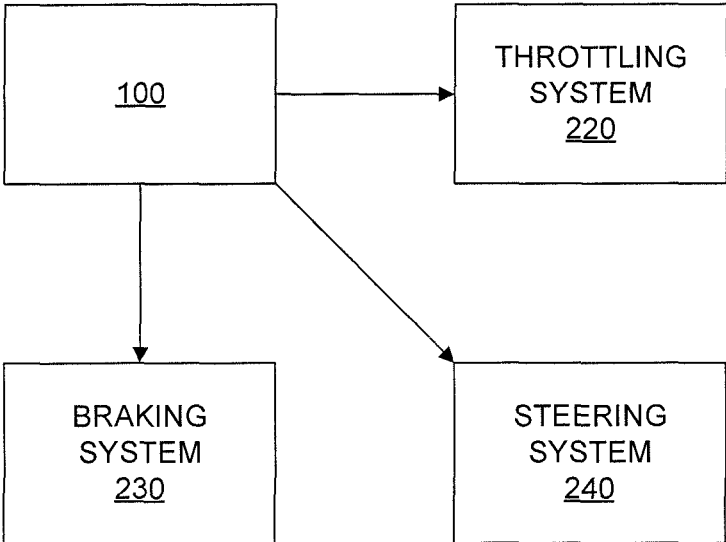 100
THROTTLING
SYSTEM
220
BRAKING
SYSTEM
230
STEERING
SYSTEM
240